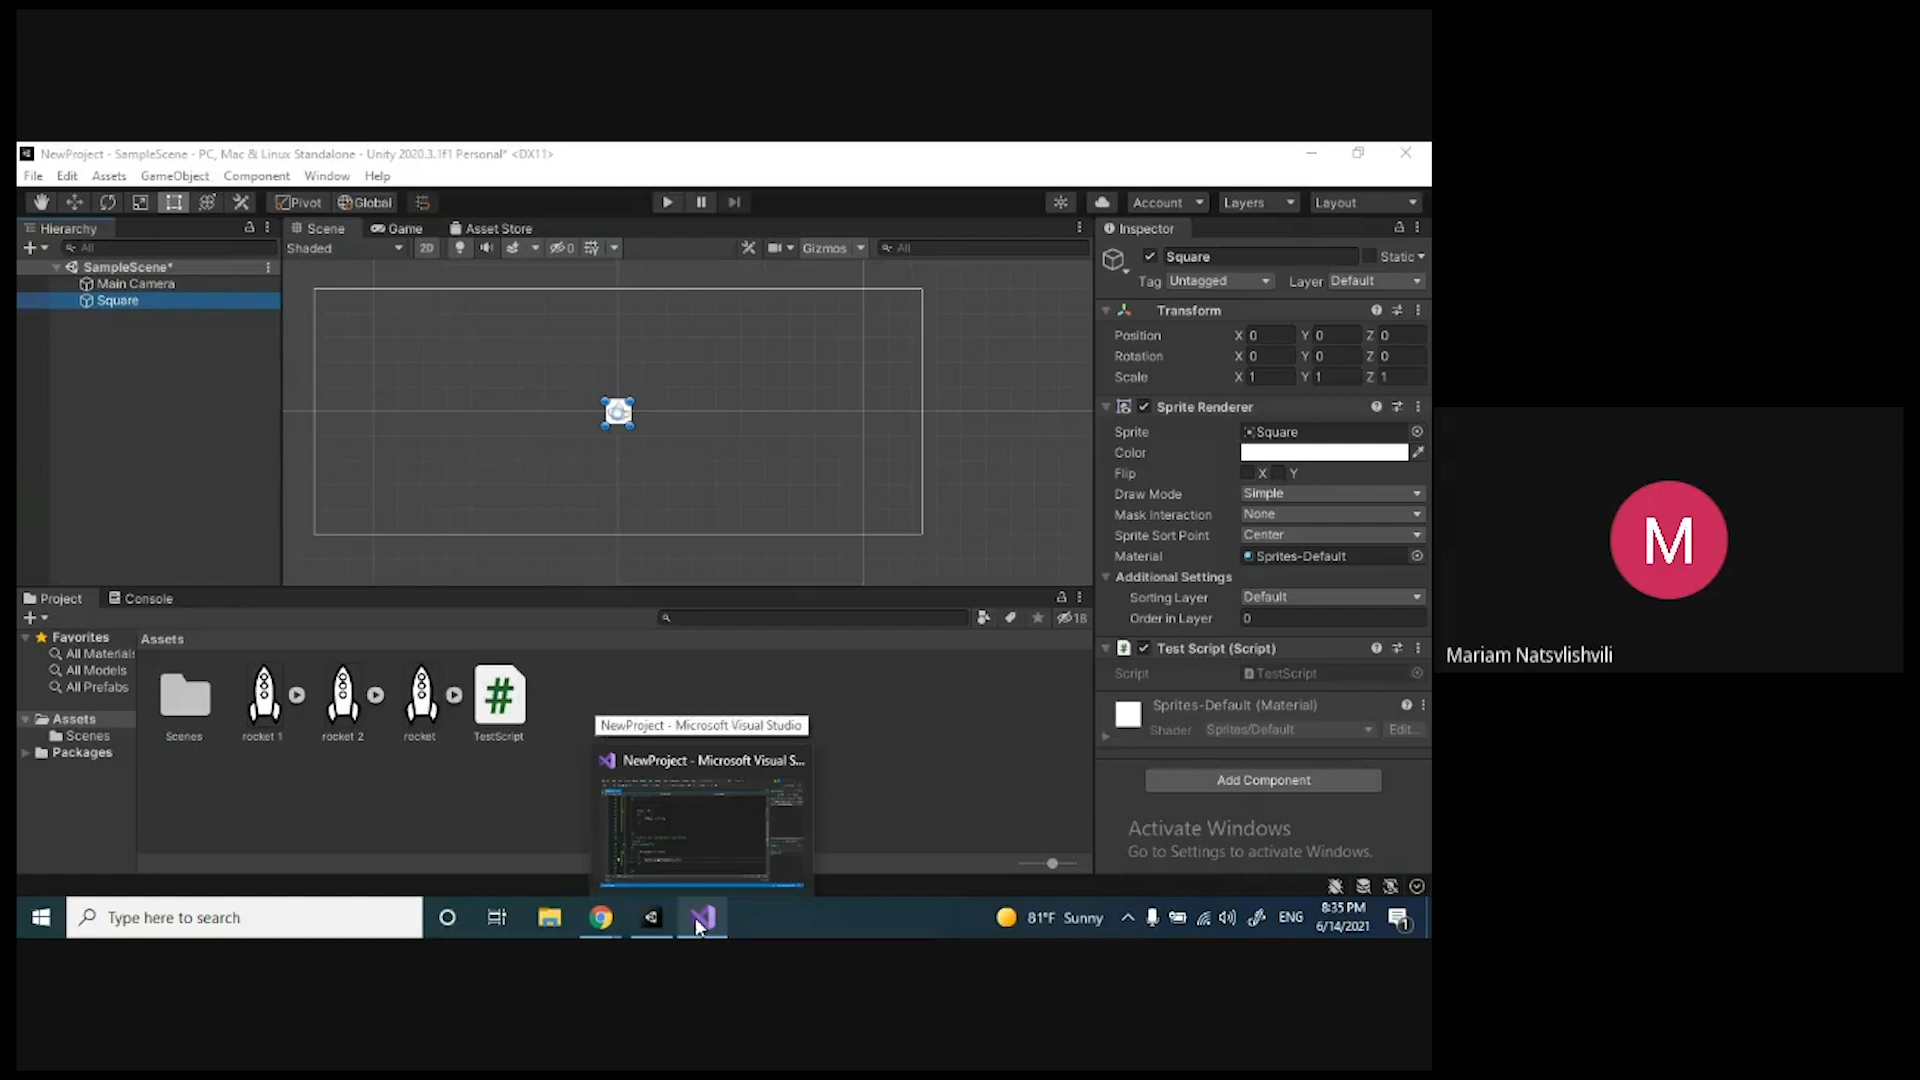 NewProject - SampleScene - PC, Mac & Linux Standalone - Unity 2020.3.1f1 Personal* <DX11>
File Edit Assets GameObject Component Window Help
Pivot Global Account Layers Layout
Hierarchy
All
SampleScene*
Main Camera
Square
Scene Game Asset Store
Shaded 2D 0 Gizmos All
Inspector
Square Static
Tag Untagged Layer Default
Transform
Position X 0 Y 0 Z 0
Rotation X 0 Y 0 Z 0
Scale X 1 Y 1 Z 1
Sprite Renderer
Sprite Square
Color
Flip X Y
Draw Mode Simple
Mask Interaction None
Sprite Sort Point Center
Material Sprites-Default
Additional Settings
Sorting Layer Default
Order in Layer 0
Test Script (Script)
Script TestScript
Sprites-Default (Material)
Shader Sprites/Default Edit...
Add Component
Activate Windows
Go to Settings to activate Windows.
Project Console
18
Favorites
All Materials
All Models
All Prefabs
Assets
Scenes
Packages
Assets
Scenes rocket 1 rocket 2 rocket TestScript
#
NewProject - Microsoft Visual Studio
NewProject - Microsoft Visual S...
Type here to search
81°F Sunny
ENG
8:35 PM
6/14/2021
1
M
Mariam Natsvlishvili